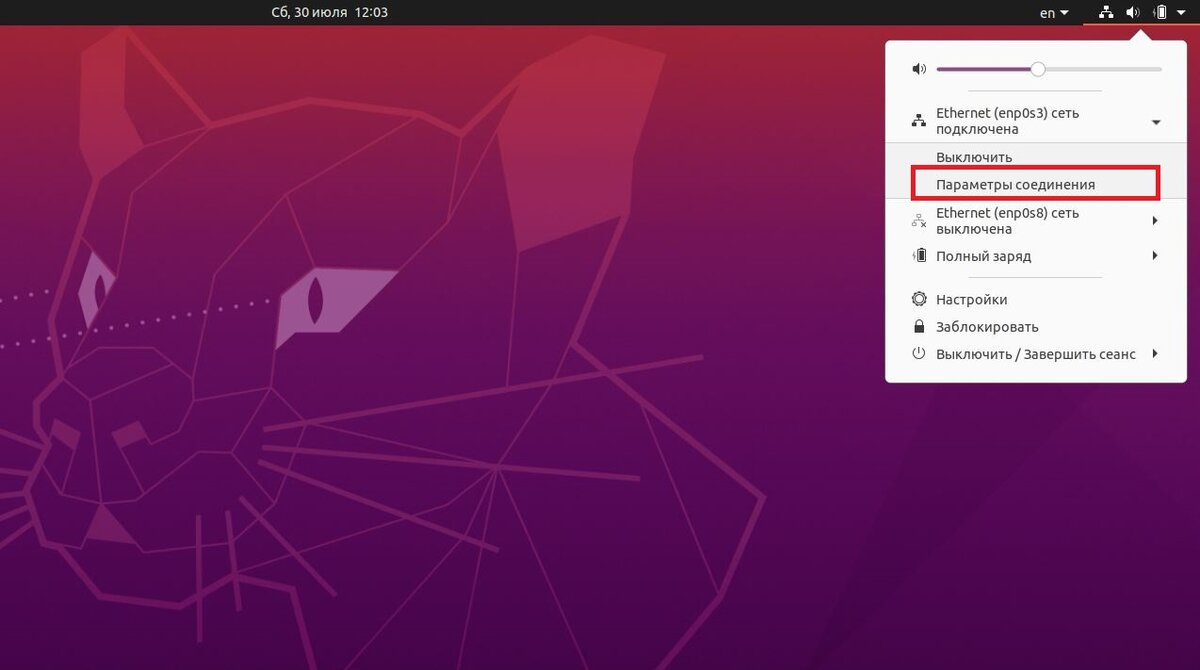 Сб, 30 июля 12:03
en
Ethernet (enp0s3) сеть
подключена
Выключить
Параметры соединения
Ethernet (enp0s8) сеть
выключена
Полный заряд
Настройки
Заблокировать
Выключить / Завершить сеанс